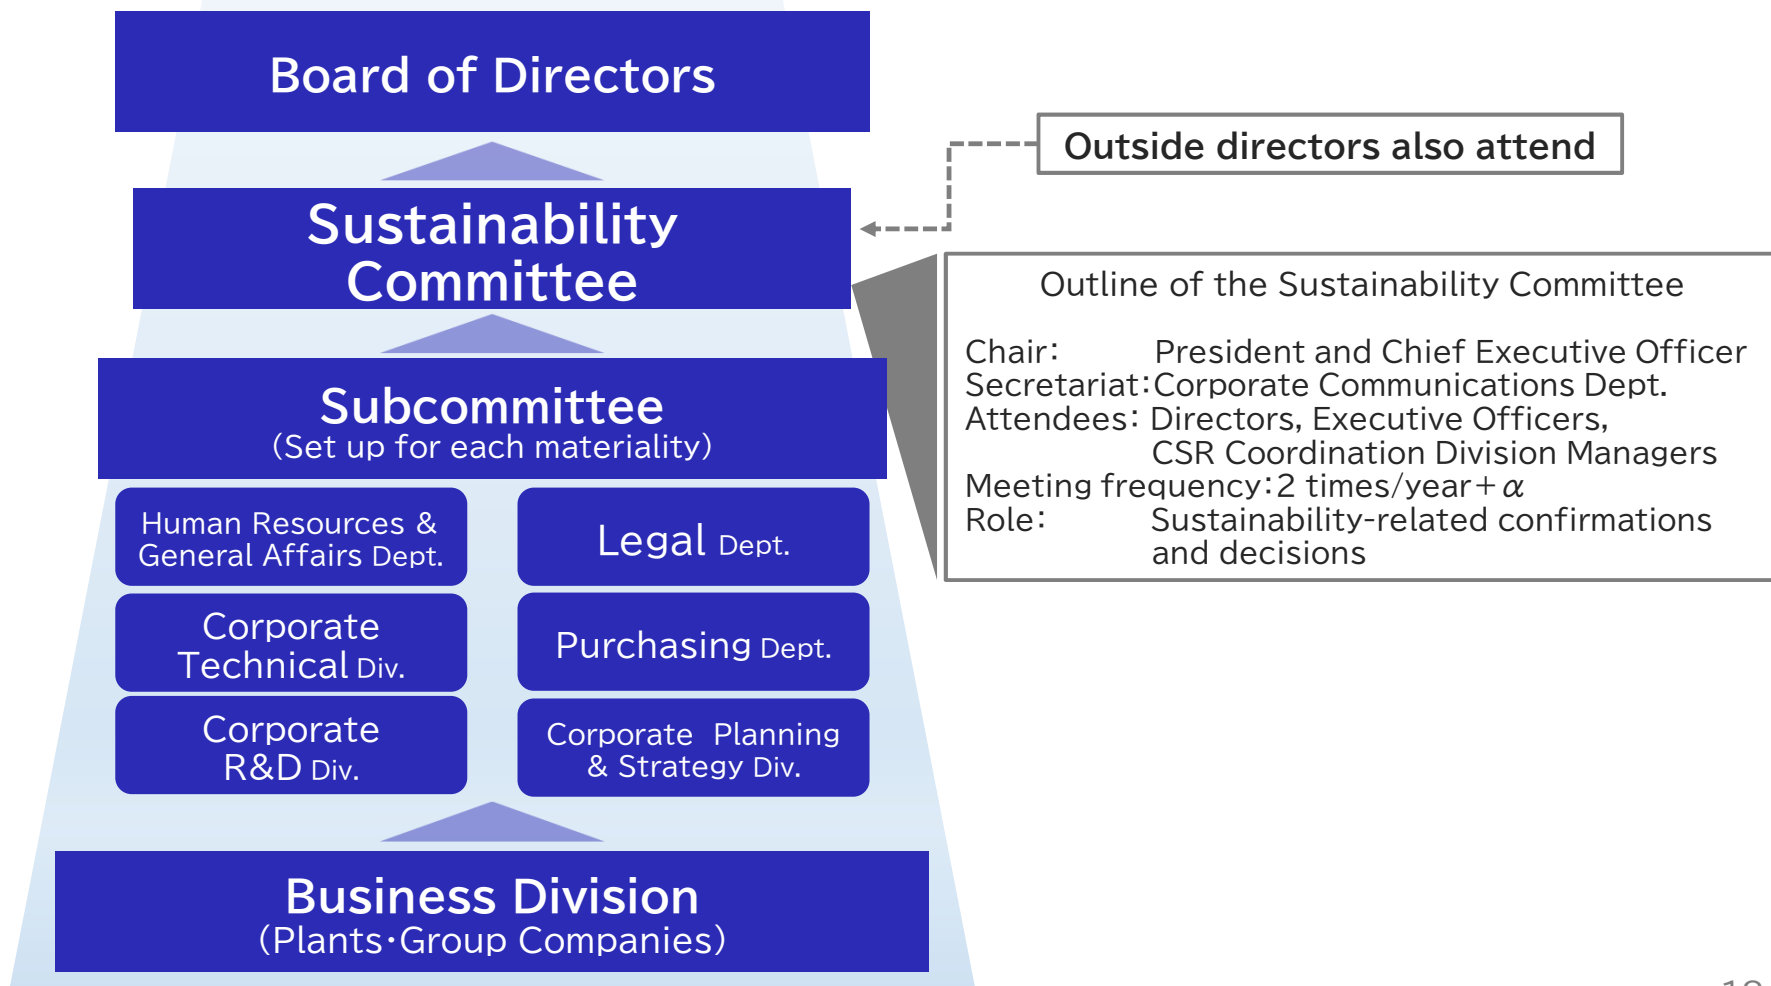 Board of Directors
Outside directors also attend
Sustainability
Committee
Outline of the Sustainability Committee
Chair: President and Chief Executive Officer
Secretariat:Corporate Communications Dept.
Attendees: Directors, Executive Officers,
CSR Coordination Division Managers
Meeting frequency:2 times/year+α
Role: Sustainability-related confirmations
and decisions
Subcommittee
(Set up for each materiality)
Human Resources &
General Affairs Dept.
Legal Dept.
Corporate
Technical Div.
Purchasing Dept.
Corporate
R&D Div.
Corporate Planning
& Strategy Div.
Business Division
(Plants・Group Companies)